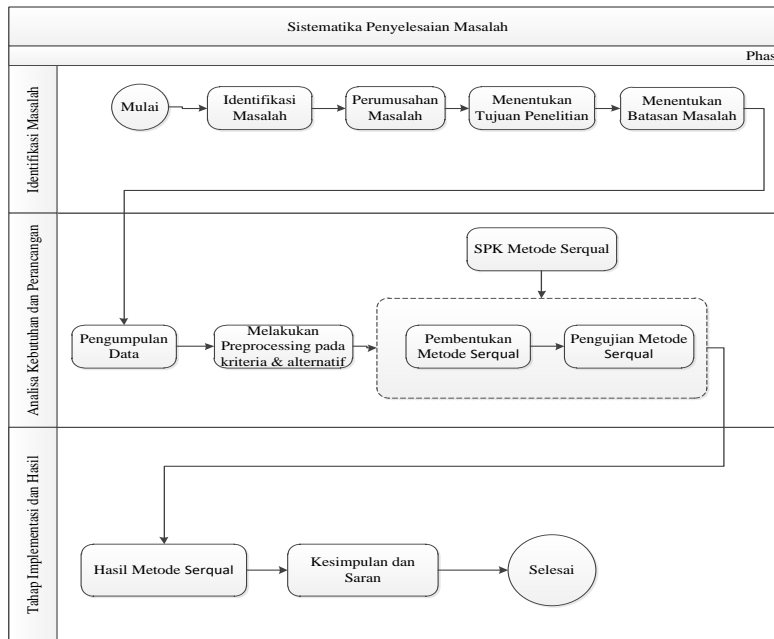 Sistematika Penyelesaian Masalah
Phas
Identifikasi Masalah
Mulai
Identifikasi
Masalah
Perumusahan
Masalah
Menentukan
Tujuan Penelitian
Menentukan
Batasan Masalah
Analisa Kebutuhan dan Perancangan
SPK Metode Serqual
Pengumpulan
Data
Melakukan
Preprocessing pada
kriteria & alternatif
Pembentukan
Metode Serqual
Pengujian Metode
Serqual
Tahap Implementasi dan Hasil
Hasil Metode Serqual
Kesimpulan dan
Saran
Selesai